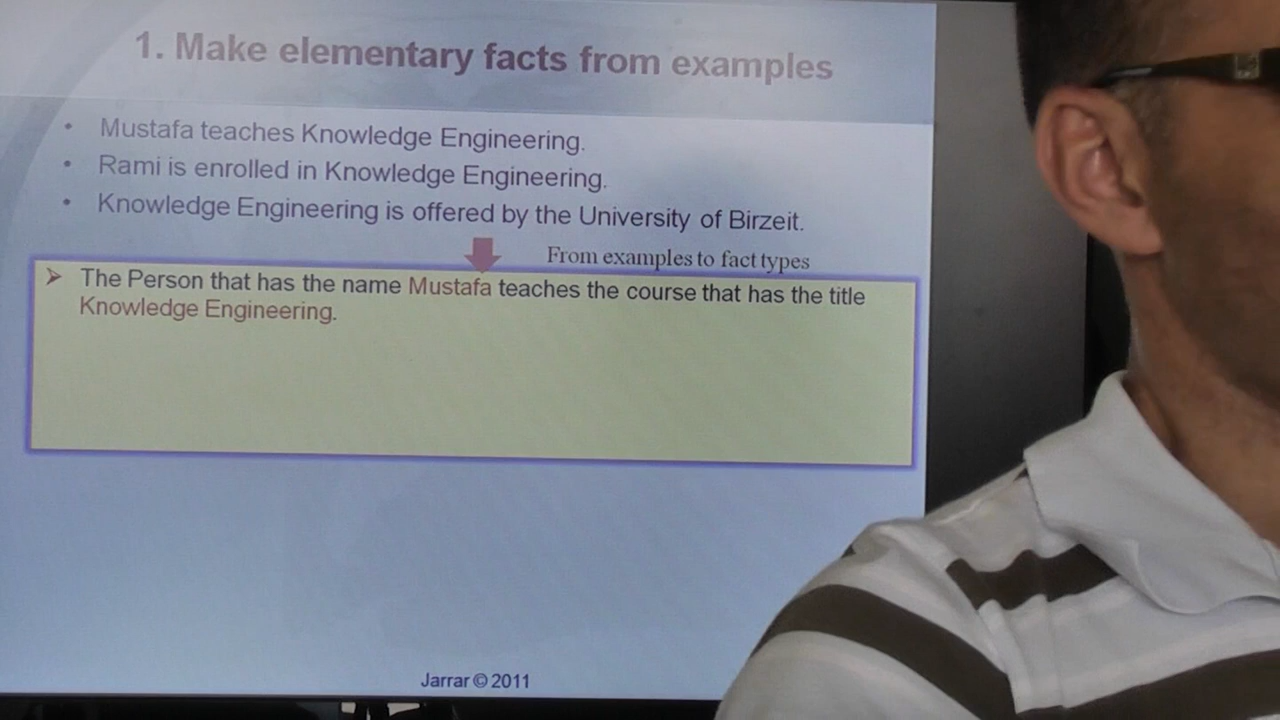 1. Make elementary facts from examples
• Mustafa teaches Knowledge Engineering.
• Rami is enrolled in Knowledge Engineering.
• Knowledge Engineering is offered by the University of Birzeit.
From examples to fact types
➢ The Person that has the name Mustafa teaches the course that has the title
Knowledge Engineering.
Jarrar © 2011